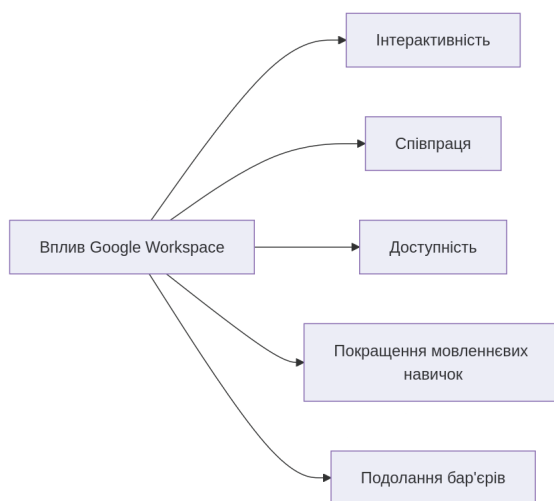 Інтерактивність
Співпраця
Вплив Google Workspace
Доступність
Покращення мовленнєвих
навичок
Подолання бар'єрів